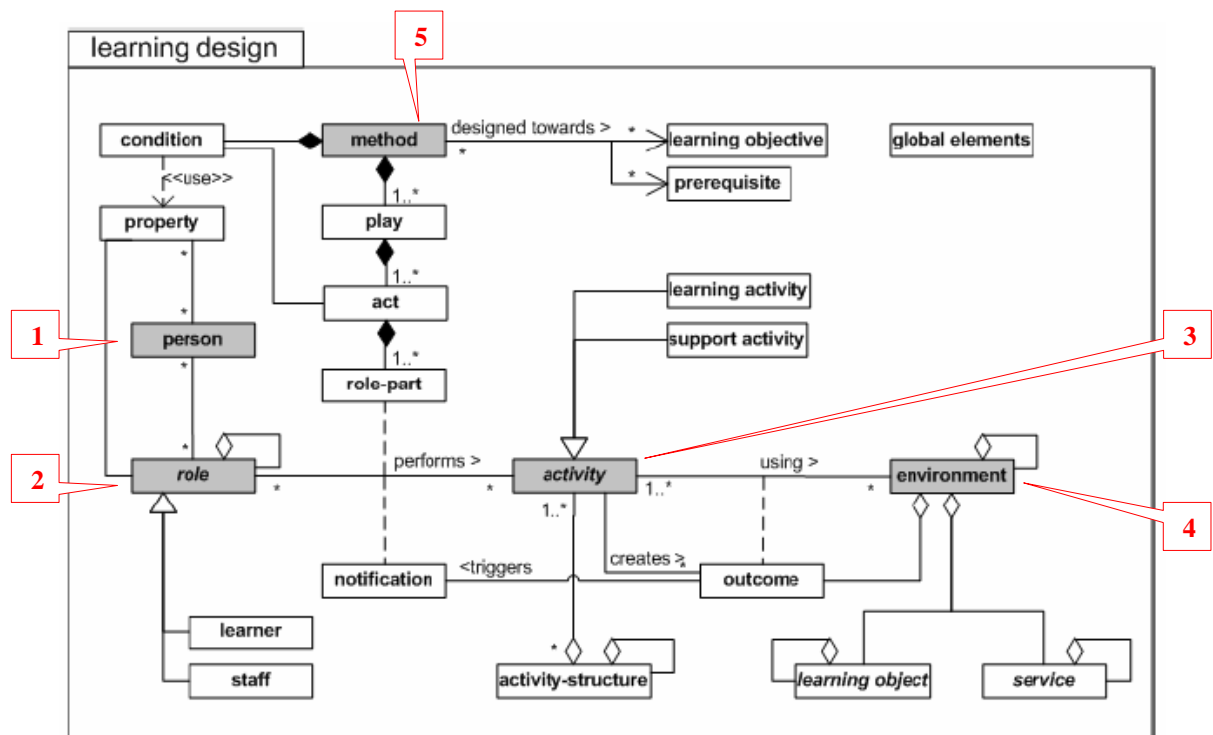 learning design
5
condition
method
designed towards >
*
*
learning objective
global elements
<<use>>
*
prerequisite
1..*
property
play
*
1..*
learning activity
act
*
1
person
support activity
3
*
1..*
role-part
*
role
performs >
activity
using >
environment
2
*
*
1..*
*
1..*
4
creates >
*
notification
<triggers
outcome
learner
*
staff
activity-structure
learning object
service